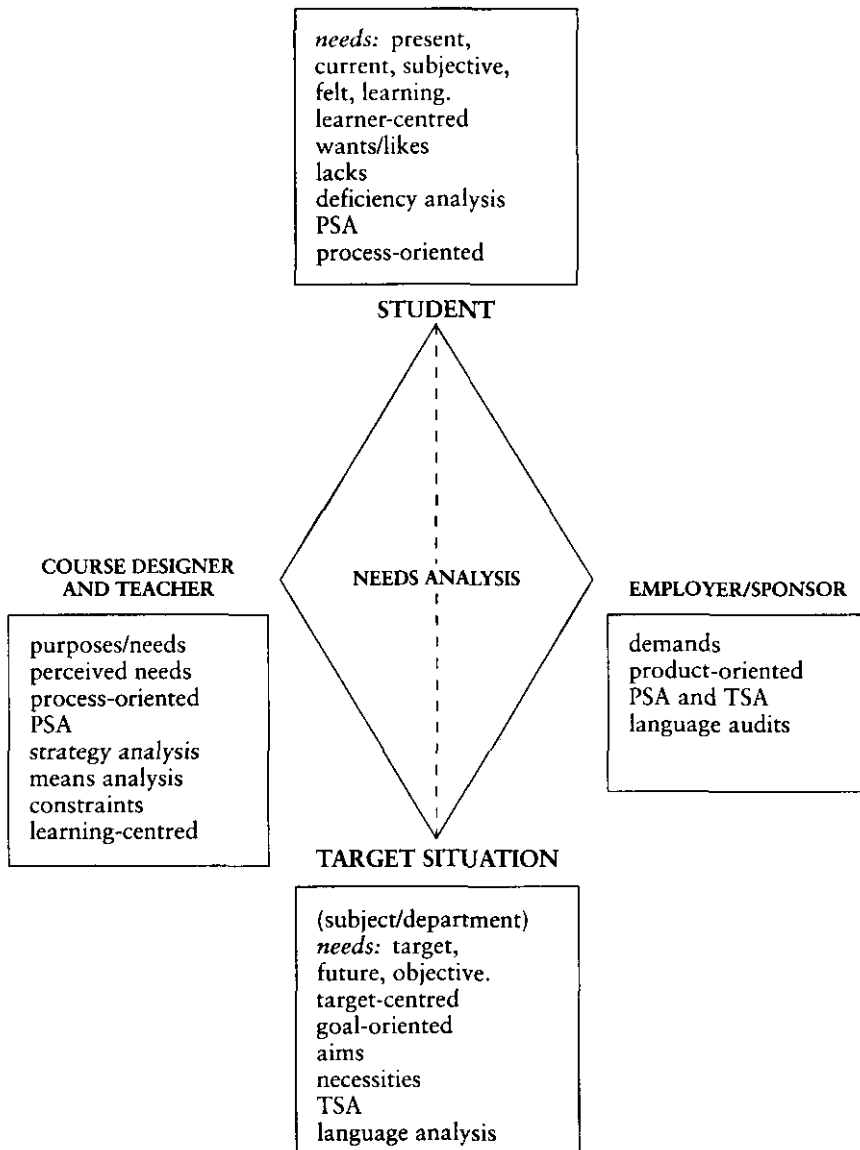 needs: present,
current, subjective,
felt, learning.
learner-centred
wants/likes
lacks
deficiency analysis
PSA
process-oriented
STUDENT
COURSE DESIGNER
AND TEACHER
NEEDS ANALYSIS
EMPLOYER/SPONSOR
purposes/needs
perceived needs
process-oriented
PSA
strategy analysis
means analysis
constraints
learning-centred
demands
product-oriented
PSA and TSA
language audits
TARGET SITUATION
(subject/department)
needs: target,
future, objective.
target-centred
goal-oriented
aims
necessities
TSA
language analysis